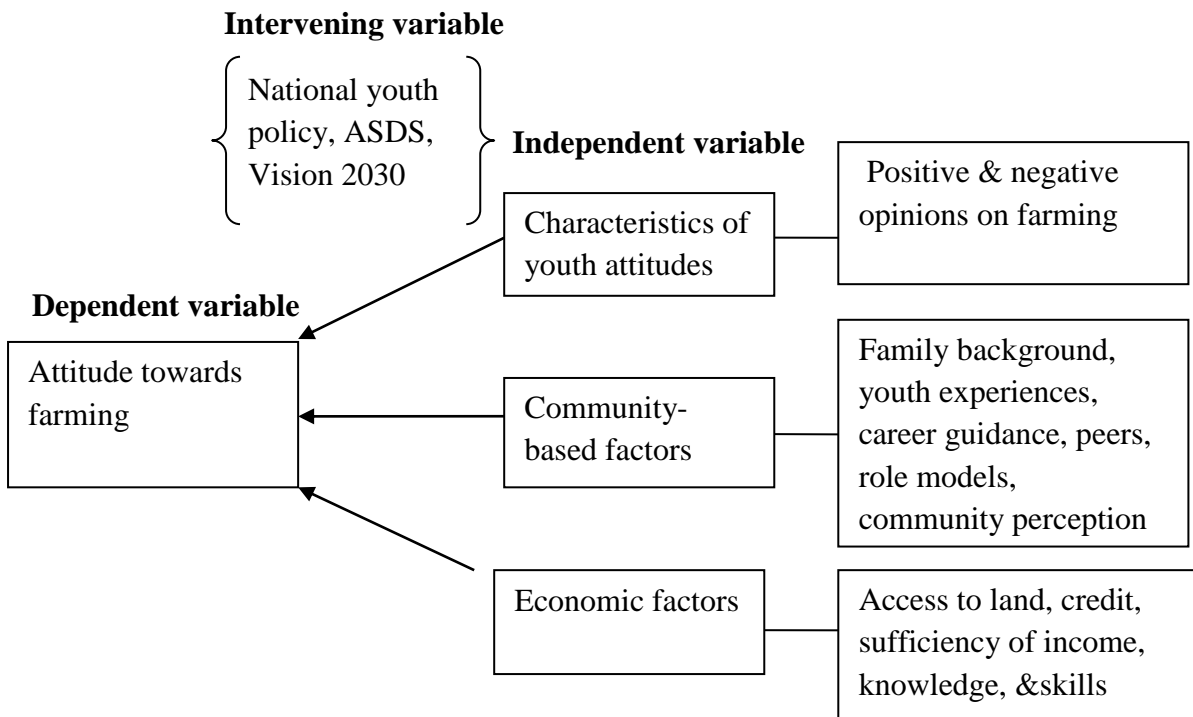 Intervening variable
National youth
policy, ASDS,
Vision 2030
Independent variable
Positive & negative
opinions on farming
Characteristics of
youth attitudes
Dependent variable
Attitude towards
farming
Family background,
youth experiences,
career guidance, peers,
role models,
community perception
Community-
based factors
Economic factors
Access to land, credit,
sufficiency of income,
knowledge, &skills